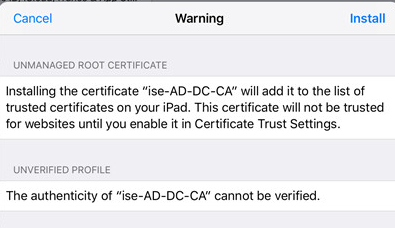 Cancel Warning Install
UNMANAGED ROOT CERTIFICATE
Installing the certificate “ise-AD-DC-CA” will add it to the list of
trusted certificates on your iPad. This certificate will not be trusted
for websites until you enable it in Certificate Trust Settings.
UNVERIFIED PROFILE
The authenticity of “ise-AD-DC-CA” cannot be verified.